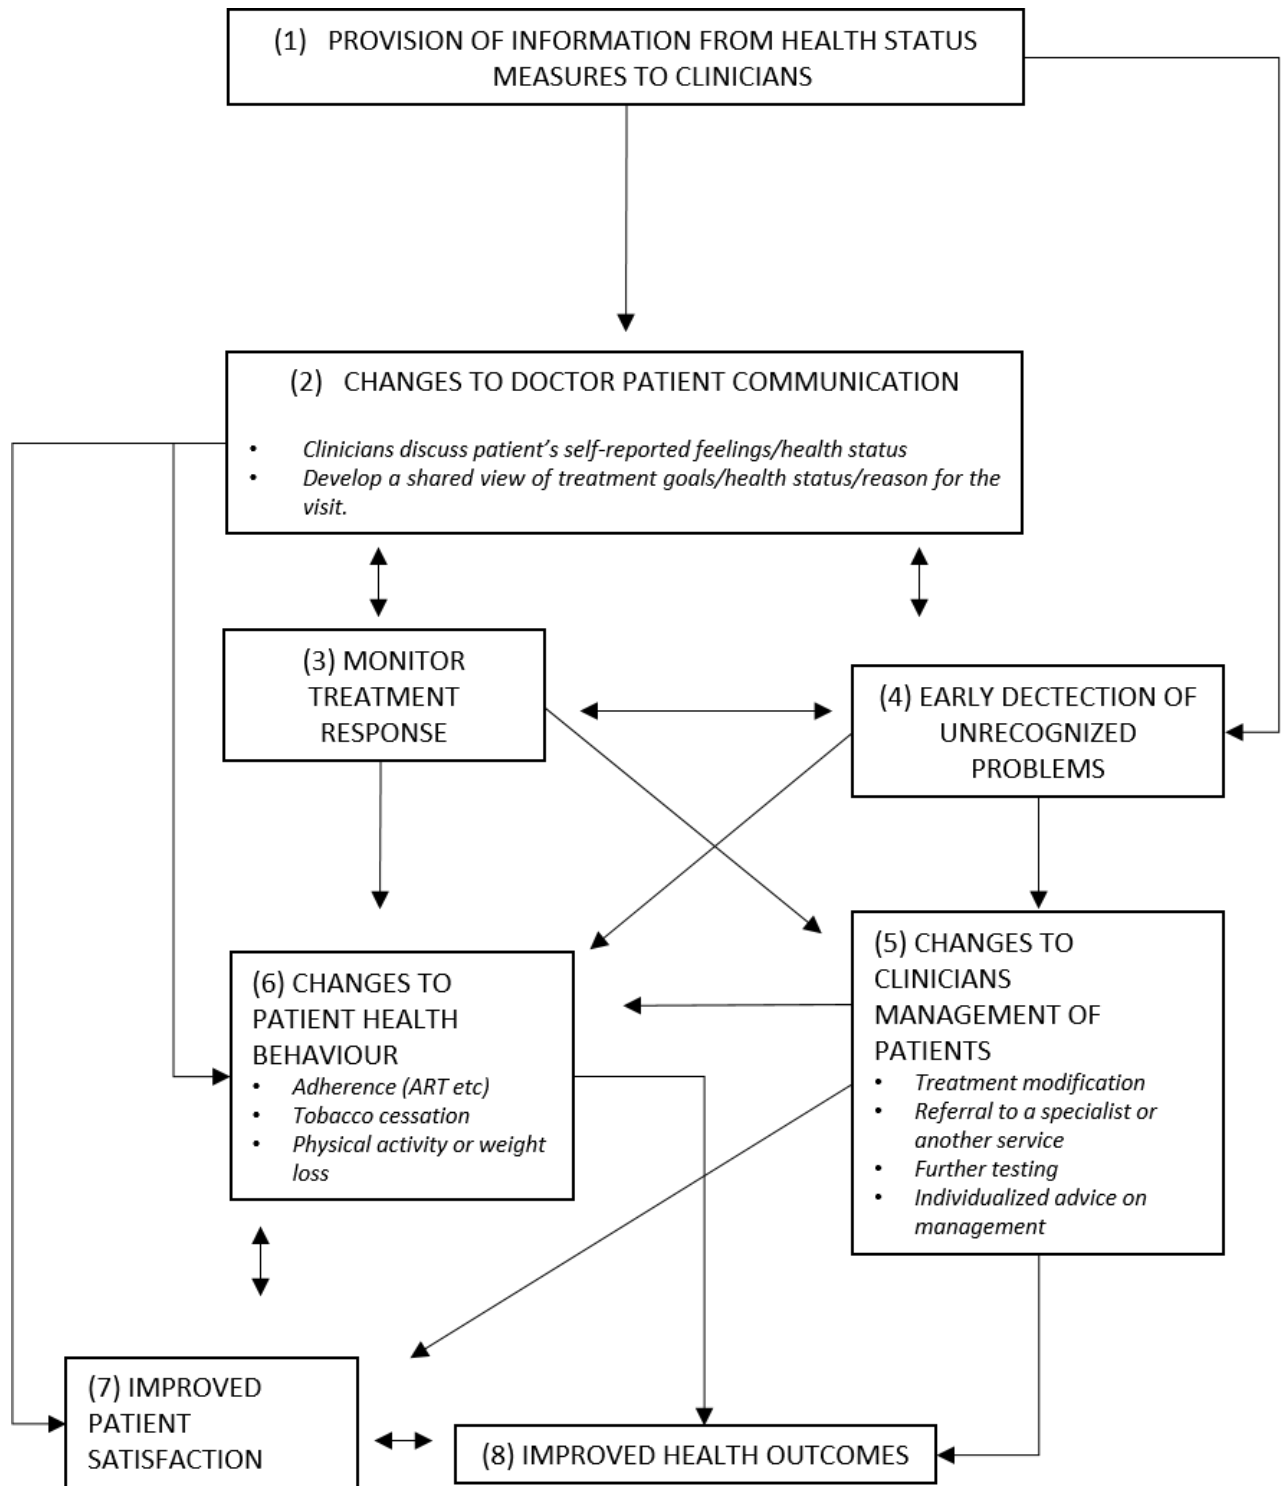 (1) PROVISION OF INFORMATION FROM HEALTH STATUS
MEASURES TO CLINICIANS
(2) CHANGES TO DOCTOR PATIENT COMMUNICATION
• Clinicians discuss patient's self-reported feelings/health status
• Develop a shared view of treatment goals/health status/reason for the
visit.
(3) MONITOR
TREATMENT
RESPONSE
(4) EARLY DECTECTION OF
UNRECOGNIZED
PROBLEMS
(5) CHANGES TO
CLINICIANS
MANAGEMENT OF
PATIENTS
• Treatment modification
• Referral to a specialist or
another service
• Further testing
• Individualized advice on
management
(6) CHANGES TO
PATIENT HEALTH
BEHAVIOUR
• Adherence (ART etc)
• Tobacco cessation
• Physical activity or weight
loss
(7) IMPROVED
PATIENT
SATISFACTION
(8) IMPROVED HEALTH OUTCOMES